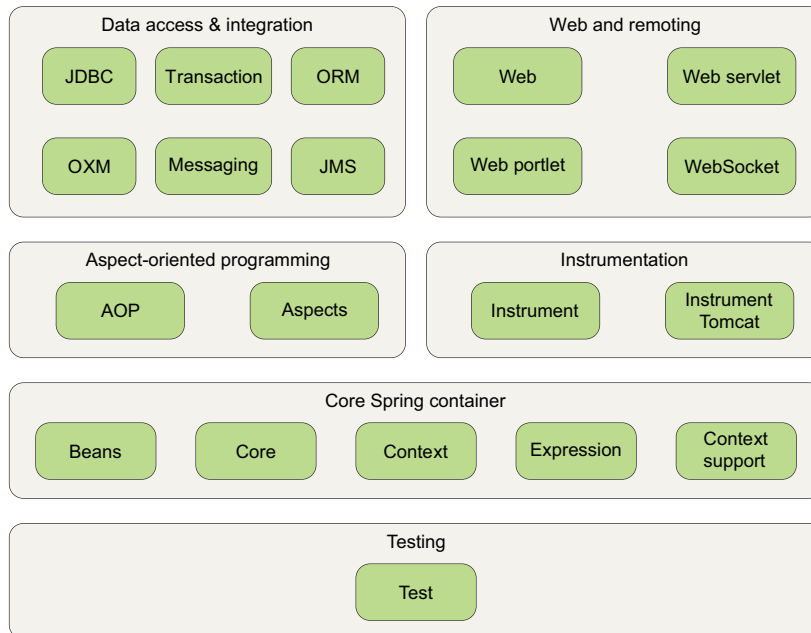 Data access & integration
JDBC
Transaction
ORM
OXM
Messaging
JMS
Web and remoting
Web
Web servlet
Web portlet
WebSocket
Aspect-oriented programming
AOP
Aspects
Instrumentation
Instrument
Instrument
Tomcat
Core Spring container
Beans
Core
Context
Expression
Context
support
Testing
Test